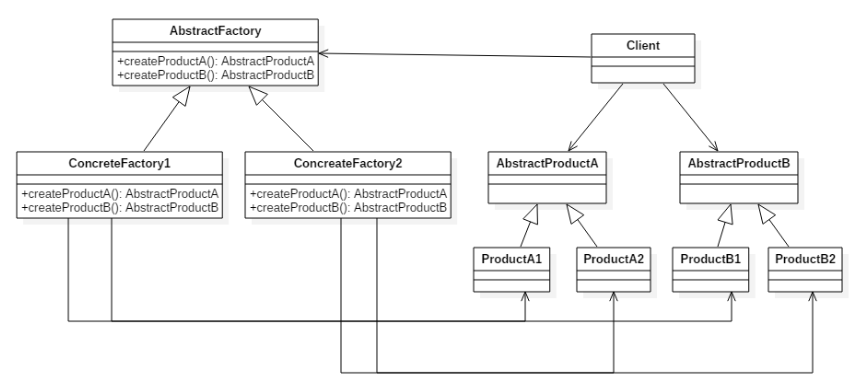 AbstractFactory
+createProductA(): AbstractProductA
+createProductB(): AbstractProductB
Client
ConcreteFactory1
+createProductA(): AbstractProductA
+createProductB(): AbstractProductB
ConcreateFactory2
+createProductA(): AbstractProductA
+createProductB(): AbstractProductB
AbstractProductA
AbstractProductB
ProductA1
ProductA2
ProductB1
ProductB2